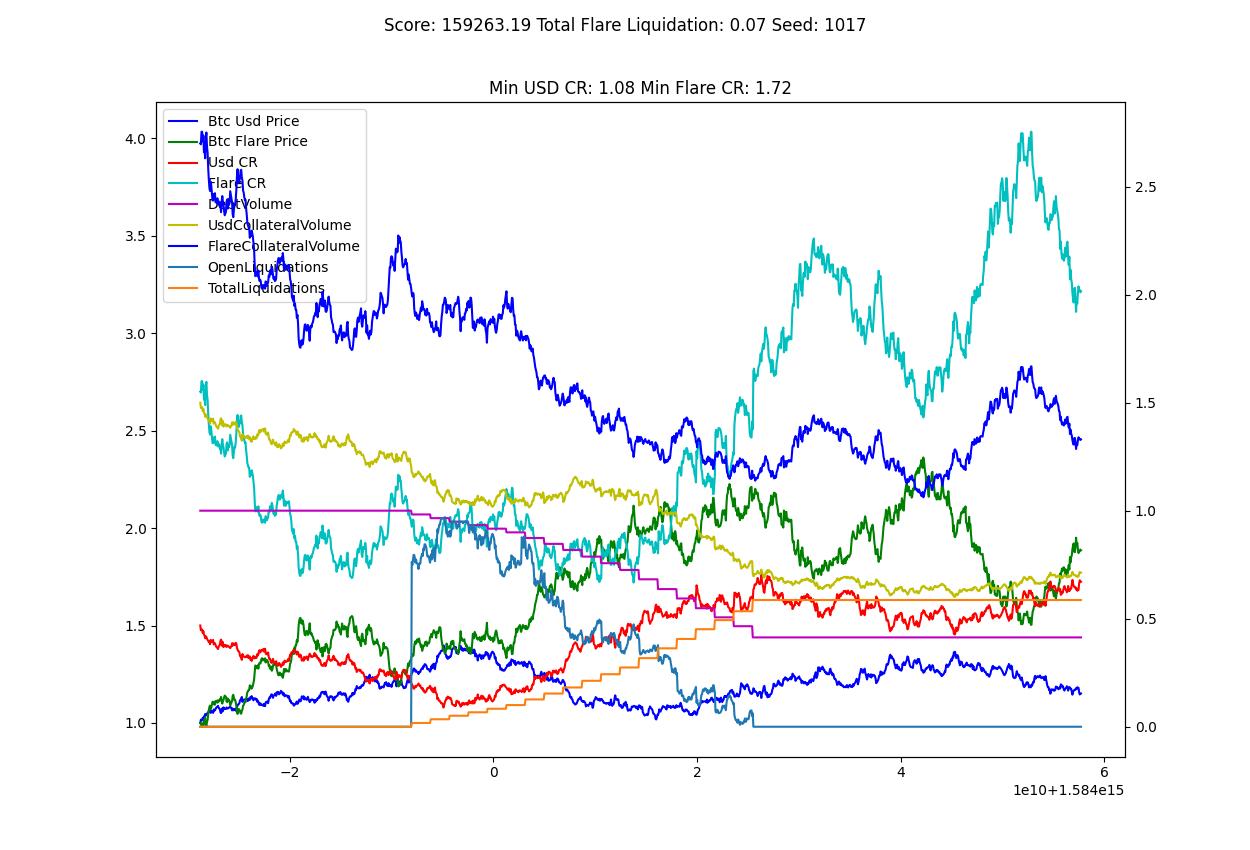 Score: 159263.19 Total Flare Liquidation: 0.07 Seed: 1017
Min USD CR: 1.08 Min Flare CR: 1.72
Btc Usd Price
Btc Flare Price
Usd CR
Flare CR
DebtVolume
UsdCollateralVolume
FlareCollateralVolume
OpenLiquidations
TotalLiquidations
4.0
3.5
3.0
2.5
2.0
1.5
1.0
2.5
2.0
1.5
1.0
0.5
0.0
−2
0
2
4
6
1e10+1.584e15